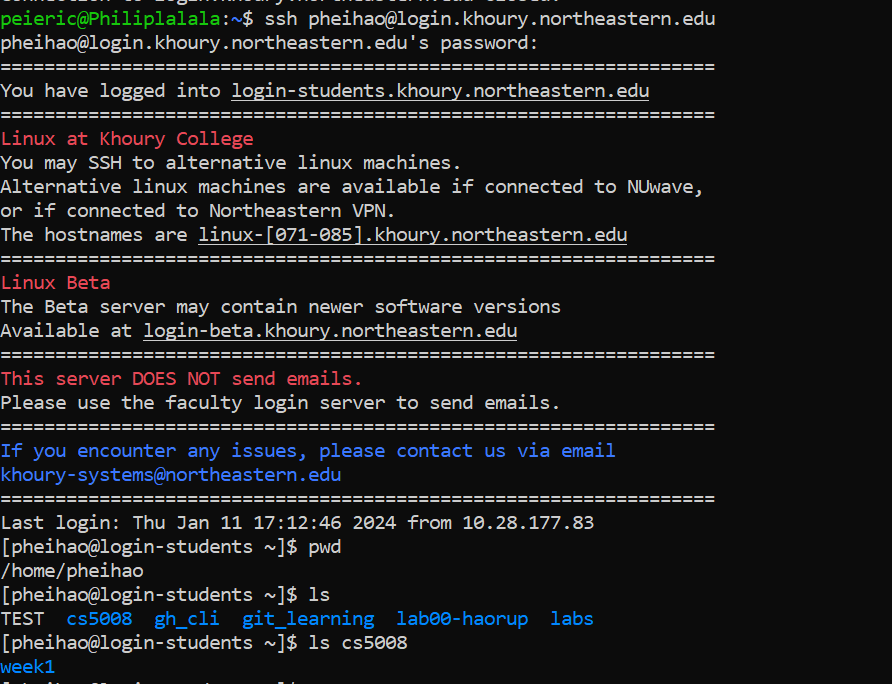 peieric@Philiplalala:~$ ssh pheihao@login.khoury.northeastern.edu
pheihao@login.khoury.northeastern.edu's password:
=================================================================
You have logged into login-students.khoury.northeastern.edu
=================================================================
Linux at Khoury College
You may SSH to alternative linux machines.
Alternative linux machines are available if connected to NUwave,
or if connected to Northeastern VPN.
The hostnames are linux-[071-085].khoury.northeastern.edu
=================================================================
Linux Beta
The Beta server may contain newer software versions
Available at login-beta.khoury.northeastern.edu
=================================================================
This server DOES NOT send emails.
Please use the faculty login server to send emails.
=================================================================
If you encounter any issues, please contact us via email
khoury-systems@northeastern.edu
=================================================================
Last login: Thu Jan 11 17:12:46 2024 from 10.28.177.83
[pheihao@login-students ~]$ pwd
/home/pheihao
[pheihao@login-students ~]$ ls
TEST  cs5008  gh_cli  git_learning  lab00-haorup  labs
[pheihao@login-students ~]$ ls cs5008
week1